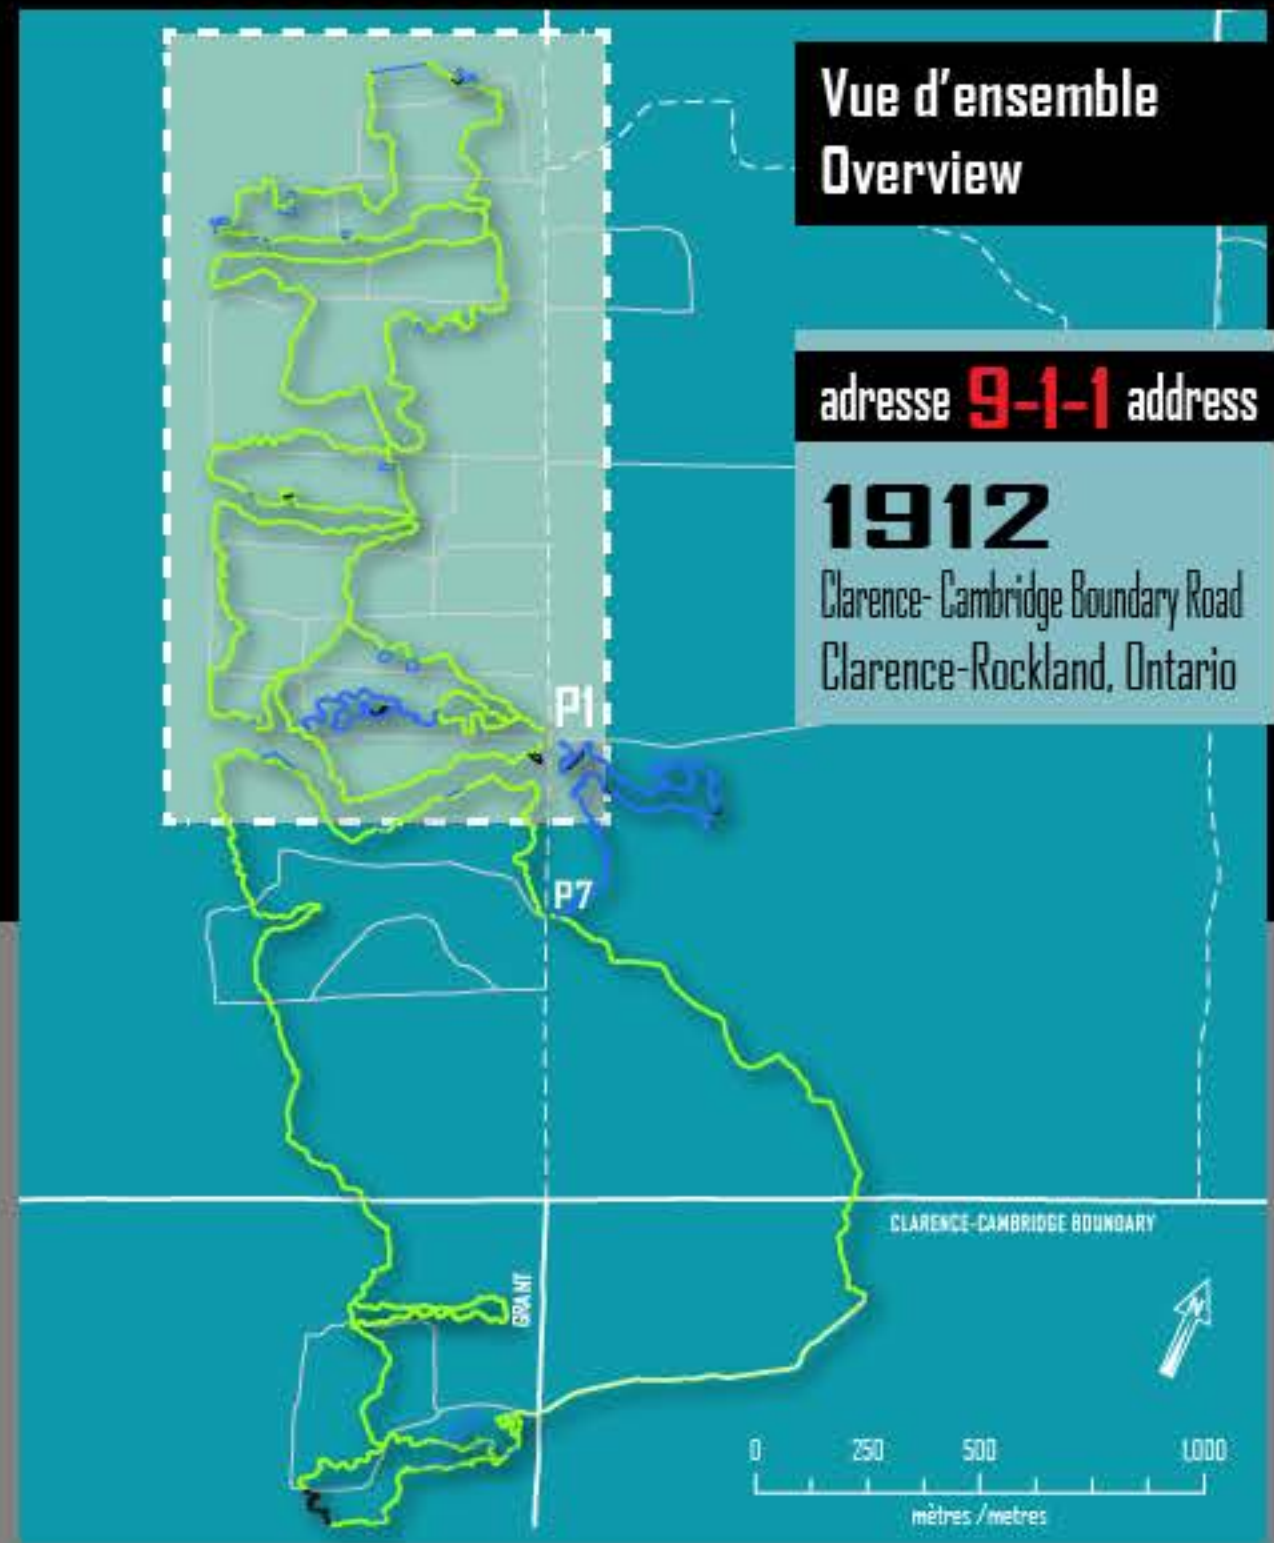 Vue d'ensemble
Overview
adresse 9-1-1 address
1912
Clarence- Cambridge Boundary Road
Clarence-Rockland, Ontario
P1
P7
CLARENCE-CAMBRIDGE BOUNDARY
GRANT
N
0 250 500 1,000
mètres /metres